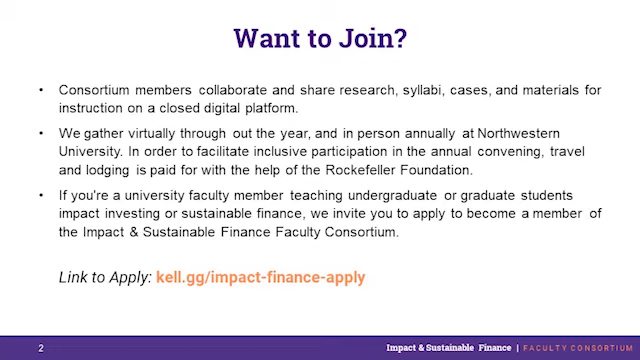 Want to Join?
• Consortium members collaborate and share research, syllabi, cases, and materials for
instruction on a closed digital platform.
• We gather virtually through out the year, and in person annually at Northwestern
University. In order to facilitate inclusive participation in the annual convening, travel
and lodging is paid for with the help of the Rockefeller Foundation.
• If you're a university faculty member teaching undergraduate or graduate students
impact investing or sustainable finance, we invite you to apply to become a member of
the Impact & Sustainable Finance Faculty Consortium.
Link to Apply: kell.gg/impact-finance-apply
2 Impact & Sustainable Finance | FACULTY CONSORTIUM